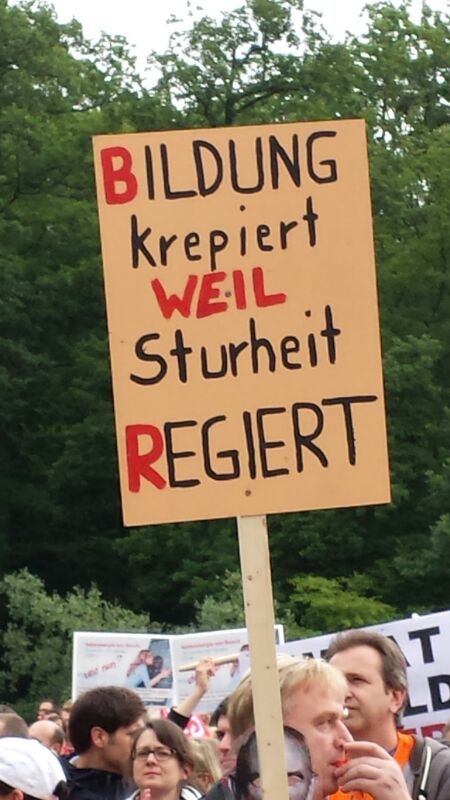 BILDUNG
krepiert
WEIL
Sturheit
REGIERT